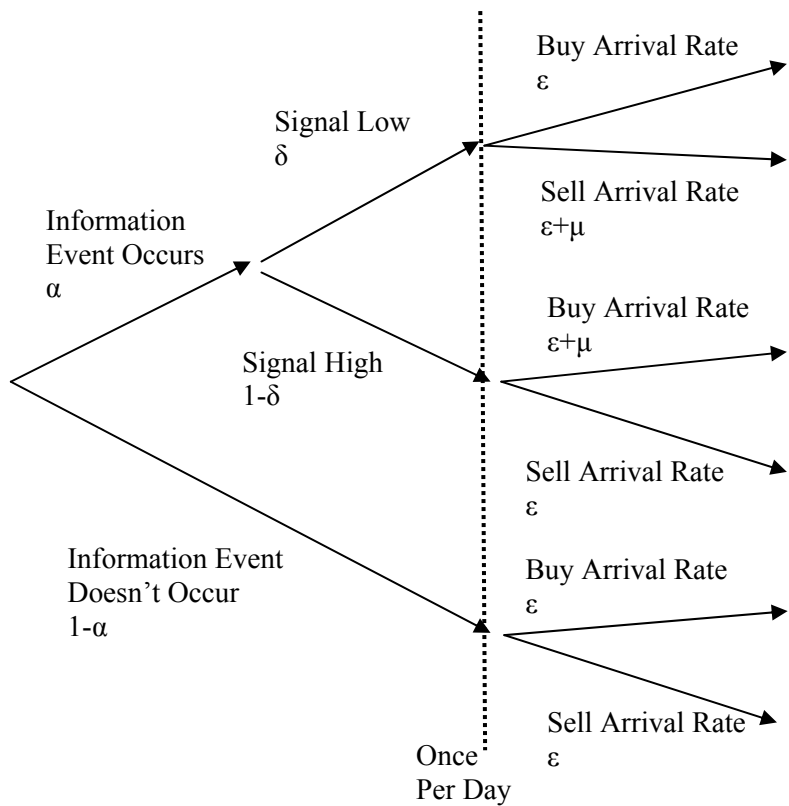 Buy Arrival Rate
ε
Signal Low
δ
Sell Arrival Rate
ε+μ
Information
Event Occurs
α
Buy Arrival Rate
ε+μ
Signal High
1-δ
Sell Arrival Rate
ε
Information Event
Doesn’t Occur
1-α
Buy Arrival Rate
ε
Sell Arrival Rate
ε
Once
Per Day